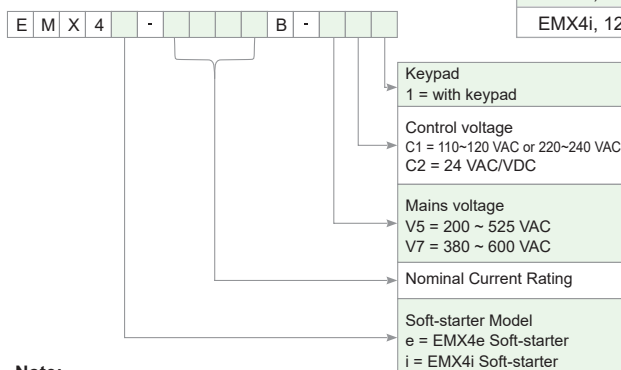 EMX4i, 12
E M X 4 - B -
Keypad
1 = with keypad
Control voltage
C1 = 110~120 VAC or 220~240 VAC
C2 = 24 VAC/VDC
Mains voltage
V5 = 200 ~ 525 VAC
V7 = 380 ~ 600 VAC
Nominal Current Rating
Soft-starter Model
e = EMX4e Soft-starter
i = EMX4i Soft-starter
Note: